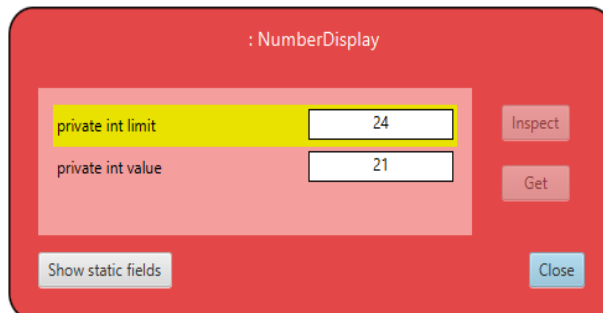 : NumberDisplay
private int limit 24
Inspect
private int value 21
Get
Show static fields
Close